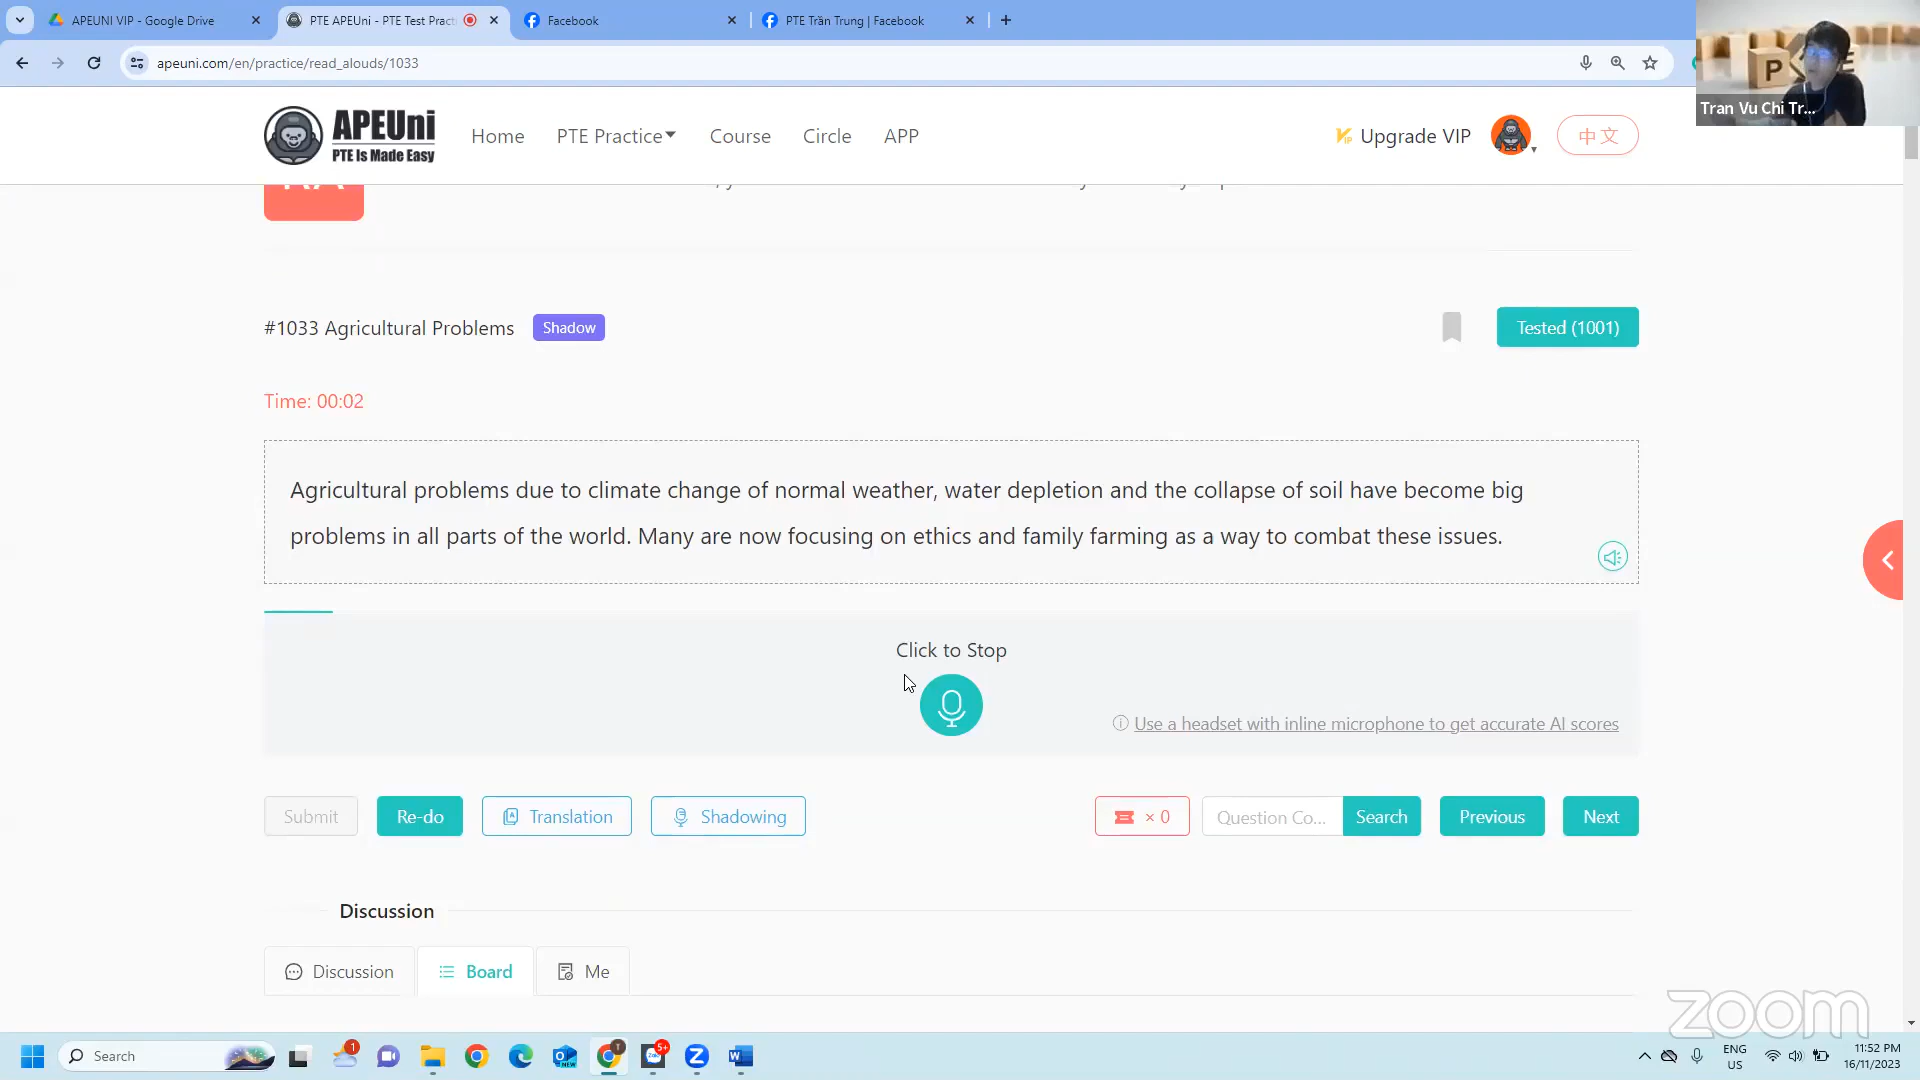 APEUNI VIP - Google Drive
PTE APEUni - PTE Test Practi
Facebook
PTE Trần Trung | Facebook
apeuni.com/en/practice/read_alouds/1033
P
E
Tran Vu Chi Tr...
APEUni
PTE Is Made Easy
Home
PTE Practice
Course
Circle
APP
VIP
Upgrade VIP
中文
#1033 Agricultural Problems
Shadow
Tested (1001)
Time: 00:02
Agricultural problems due to climate change of normal weather, water depletion and the collapse of soil have become big
problems in all parts of the world. Many are now focusing on ethics and family farming as a way to combat these issues.
Click to Stop
Use a headset with inline microphone to get accurate AI scores
Submit
Re-do
Translation
Shadowing
× 0
Question Co...
Search
Previous
Next
Discussion
Discussion
Board
Me
zoom
Search
1
NEW
T
Zalo
5+
Z
W
ENG
US
11:52 PM
16/11/2023